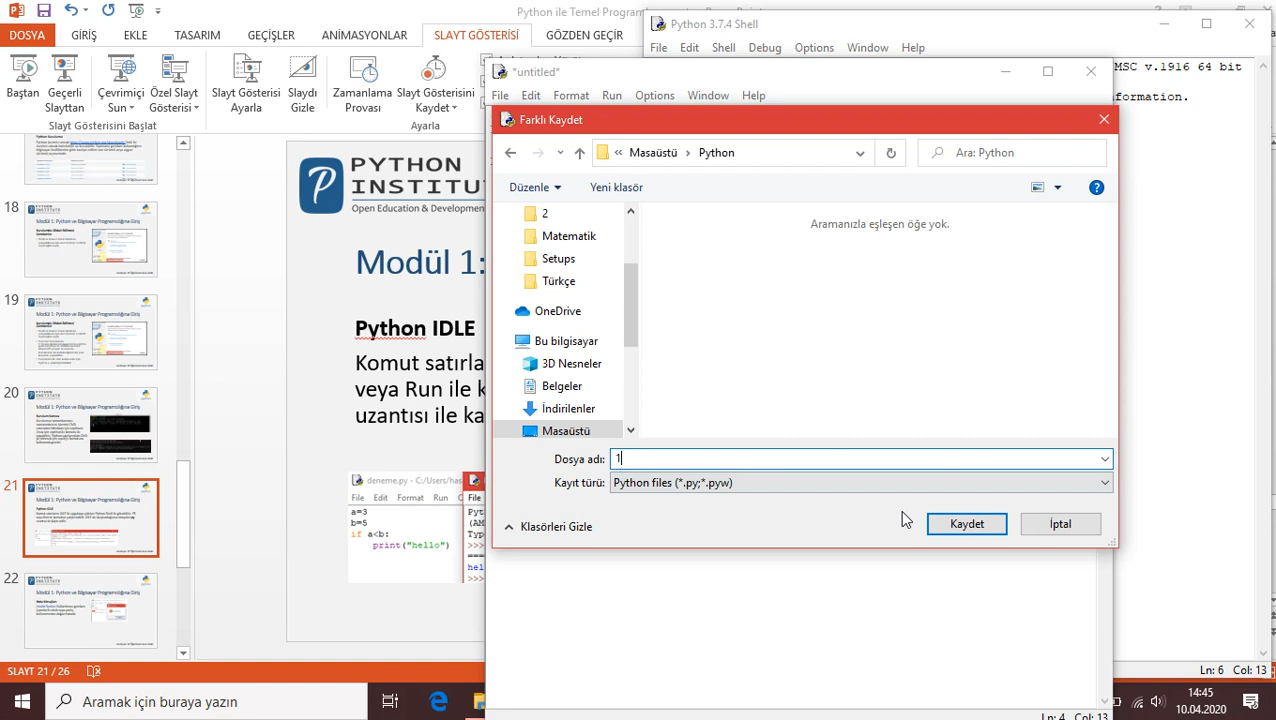 Python ile Temel Program
DOSYA GİRİŞ EKLE TASARIM GEÇİŞLER ANİMASYONLAR SLAYT GÖSTERİSİ GÖZDEN GEÇİR
Baştan
Geçerli Slayttan
Çevrimiçi Sun
Özel Slayt Gösterisi
Slayt Gösterisi Ayarla
Slaydı Gizle
Zamanlama Provası
Slayt Gösterisini Kaydet
Slayt Gösterisini Başlat
Ayarla
Python 3.7.4 Shell
File Edit Shell Debug Options Window Help
MSC v.1916 64 bit
formation.
*untitled*
File Edit Format Run Options Window Help
Farklı Kaydet
« Masaüstü Python
Ara: Python
Düzenle
Yeni klasör
Aramanızla eşleşen öğe yok.
2
Matematik
Setups
Türkçe
OneDrive
Bu bilgisayar
3B Nesneler
Belgeler
İndirilenler
Masaüstü
Dosya adı: 1
Kayıt türü: Python files (*.py;*.pyw)
Klasörleri Gizle
Kaydet
İptal
18
19
20
21
22
PYTHON
INSTITU
Open Education & Developmen
Modül 1:
Python IDLE
Komut satırla
veya Run ile k
uzantısı ile ka
deneme.py - C:/Users/has
File Edit Format Run
a=3
b=5
if a<b:
print("hello")
File
Pyt
(AM
Typ
>>>
===
hel
>>>
Ln: 6 Col: 13
Ln: 4 Col: 13
SLAYT 21 / 26
Aramak için buraya yazın
14:45
10.04.2020